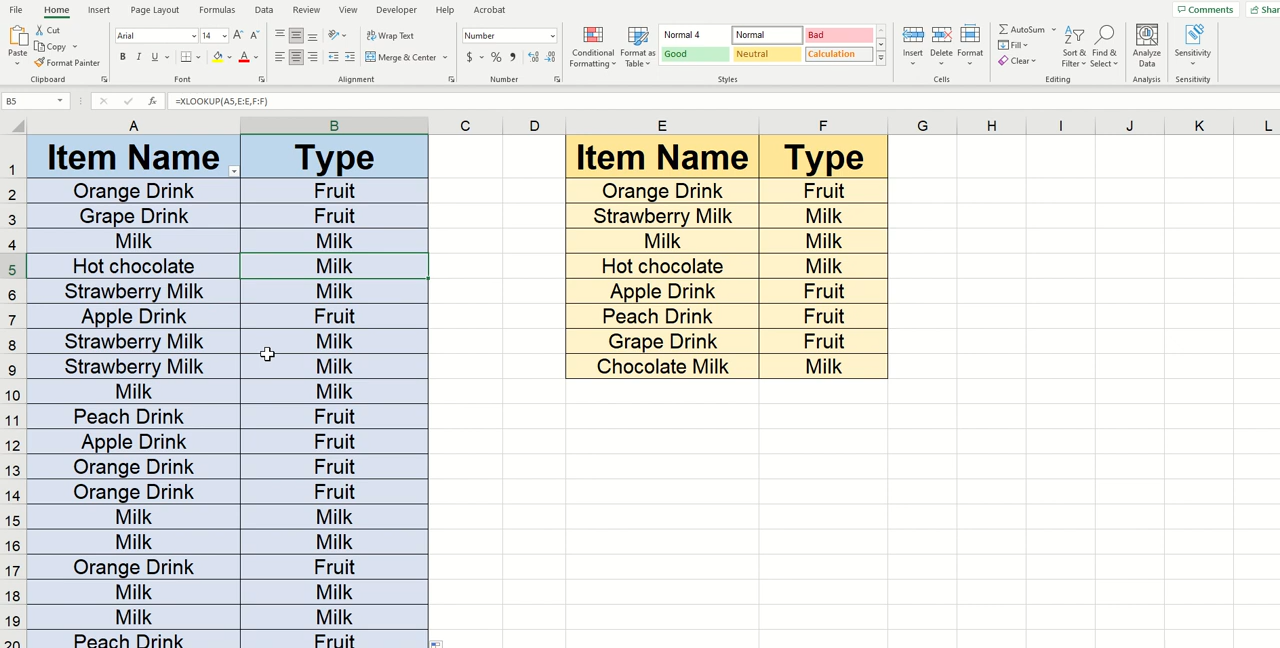 File Home Insert Page Layout Formulas Data Review View Developer Help Acrobat Comments Shar
Paste Cut Copy Format Painter Clipboard
Arial 14 A A B I U A Font
Wrap Text Merge & Center Alignment
Number $ % , Number
Conditional Formatting Format as Table Normal 4 Normal Bad Good Neutral Calculation Styles
Insert Delete Format Cells
AutoSum Fill Clear Sort & Filter Find & Select Editing
Analyze Data Analysis
Sensitivity Sensitivity
B5 fx =XLOOKUP(A5,E:E,F:F)
A B C D E F G H I J K L
1 Item Name Type Item Name Type
2 Orange Drink Fruit Orange Drink Fruit
3 Grape Drink Fruit Strawberry Milk Milk
4 Milk Milk Milk Milk
5 Hot chocolate Milk Hot chocolate Milk
6 Strawberry Milk Milk Apple Drink Fruit
7 Apple Drink Fruit Peach Drink Fruit
8 Strawberry Milk Milk Grape Drink Fruit
9 Strawberry Milk Milk Chocolate Milk Milk
10 Milk Milk
11 Peach Drink Fruit
12 Apple Drink Fruit
13 Orange Drink Fruit
14 Orange Drink Fruit
15 Milk Milk
16 Milk Milk
17 Orange Drink Fruit
18 Milk Milk
19 Milk Milk
20 Peach Drink Fruit